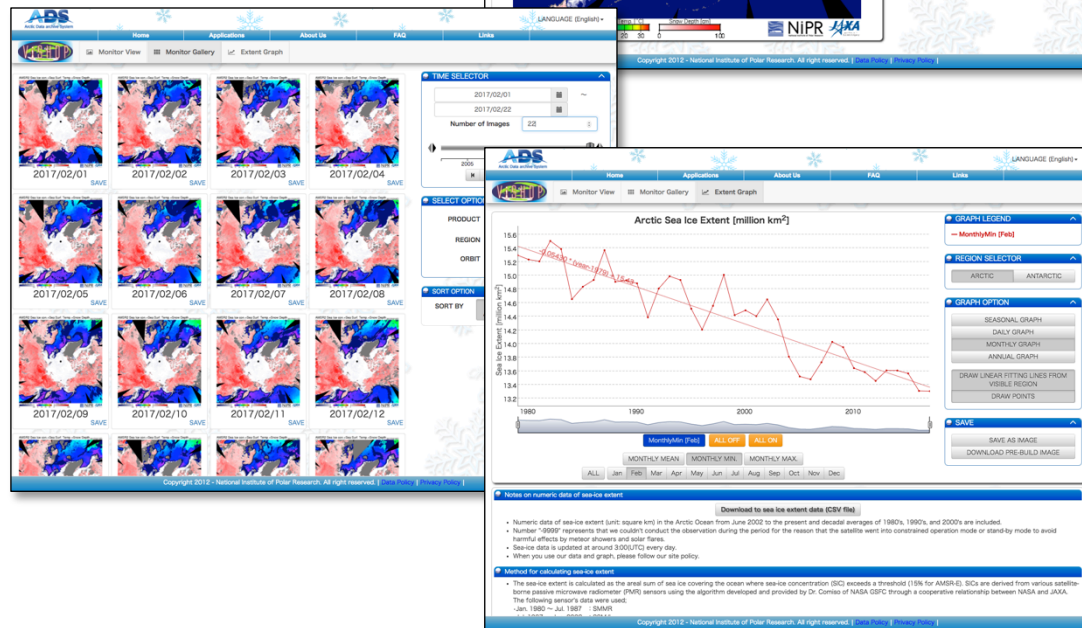 ADS
Arctic Data archive System
LANGUAGE (English)
Home
Applications
About Us
FAQ
Links
VISHOP
Monitor View
Monitor Gallery
Extent Graph
2017/02/01
SAVE
2017/02/02
SAVE
2017/02/03
SAVE
2017/02/04
SAVE
2017/02/05
SAVE
2017/02/06
SAVE
2017/02/07
SAVE
2017/02/08
SAVE
2017/02/09
SAVE
2017/02/10
SAVE
2017/02/11
SAVE
2017/02/12
SAVE
TIME SELECTOR
2017/02/01
~
2017/02/22
Number of Images
22
2005
SELECT OPTIO
PRODUCT
REGION
ORBIT
SORT OPTION
SORT BY
Copyright 2012 - National Institute of Polar Research. All right reserved. | Data Policy | Privacy Policy |
Snow Depth [cm]
20 30 0 100
NiPR JAXA
Copyright 2012 - National Institute of Polar Research. All right reserved. | Data Policy | Privacy Policy |
ADS
Arctic Data archive System
LANGUAGE (English)
Home
Applications
About Us
FAQ
Links
VISHOP
Monitor View
Monitor Gallery
Extent Graph
Arctic Sea Ice Extent [million km2]
Sea Ice Extent [million km2]
15.6
15.4
15.2
15.0
14.8
14.6
14.4
14.2
14.0
13.8
13.6
13.4
13.2
1980
1990
2000
2010
MonthlyMin [Feb]
ALL OFF
ALL ON
MONTHLY MEAN
MONTHLY MIN.
MONTHLY MAX.
ALL Jan Feb Mar Apr May Jun Jul Aug Sep Oct Nov Dec
GRAPH LEGEND
MonthlyMin [Feb]
REGION SELECTOR
ARCTIC
ANTARCTIC
GRAPH OPTION
SEASONAL GRAPH
DAILY GRAPH
MONTHLY GRAPH
ANNUAL GRAPH
DRAW LINEAR FITTING LINES FROM
VISIBLE REGION
DRAW POINTS
SAVE
SAVE AS IMAGE
DOWNLOAD PRE-BUILD IMAGE
Notes on numeric data of sea-ice extent
Download to sea ice extent data (CSV file)
• Numeric data of sea-ice extent (unit: square km) in the Arctic Ocean from June 2002 to the present and decadal averages of 1980's, 1990's, and 2000's are included.
• Number "-9999" represents that we couldn't conduct the observation during the period for the reason that the satellite went into constrained operation mode or stand-by mode to avoid
harmful effects by meteor showers and solar flares.
• Sea-ice data is updated at around 3:00(UTC) every day.
• When you use our data and graph, please follow our site policy.
Method for calculating sea-ice extent
• The sea-ice extent is calculated as the areal sum of sea ice covering the ocean where sea-ice concentration (SIC) exceeds a threshold (15% for AMSR-E). SICs are derived from various satellite-
borne passive microwave radiometer (PMR) sensors using the algorithm developed and provided by Dr. Comiso of NASA GSFC through a cooperative relationship between NASA and JAXA.
The following sensor's data were used;
-Jan. 1980 ～ Jul. 1987 : SMMR
Copyright 2012 - National Institute of Polar Research. All right reserved. | Data Policy | Privacy Policy |